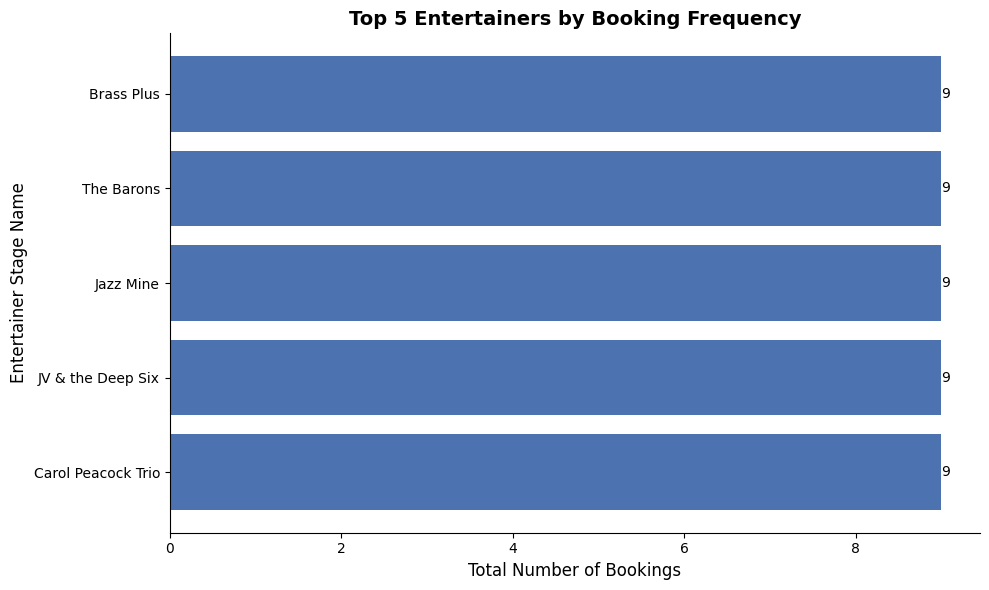 Top 5 Entertainers by Booking Frequency
Entertainer Stage Name
Brass Plus
9
The Barons
9
Jazz Mine
9
JV & the Deep Six
9
Carol Peacock Trio
9
0 2 4 6 8
Total Number of Bookings